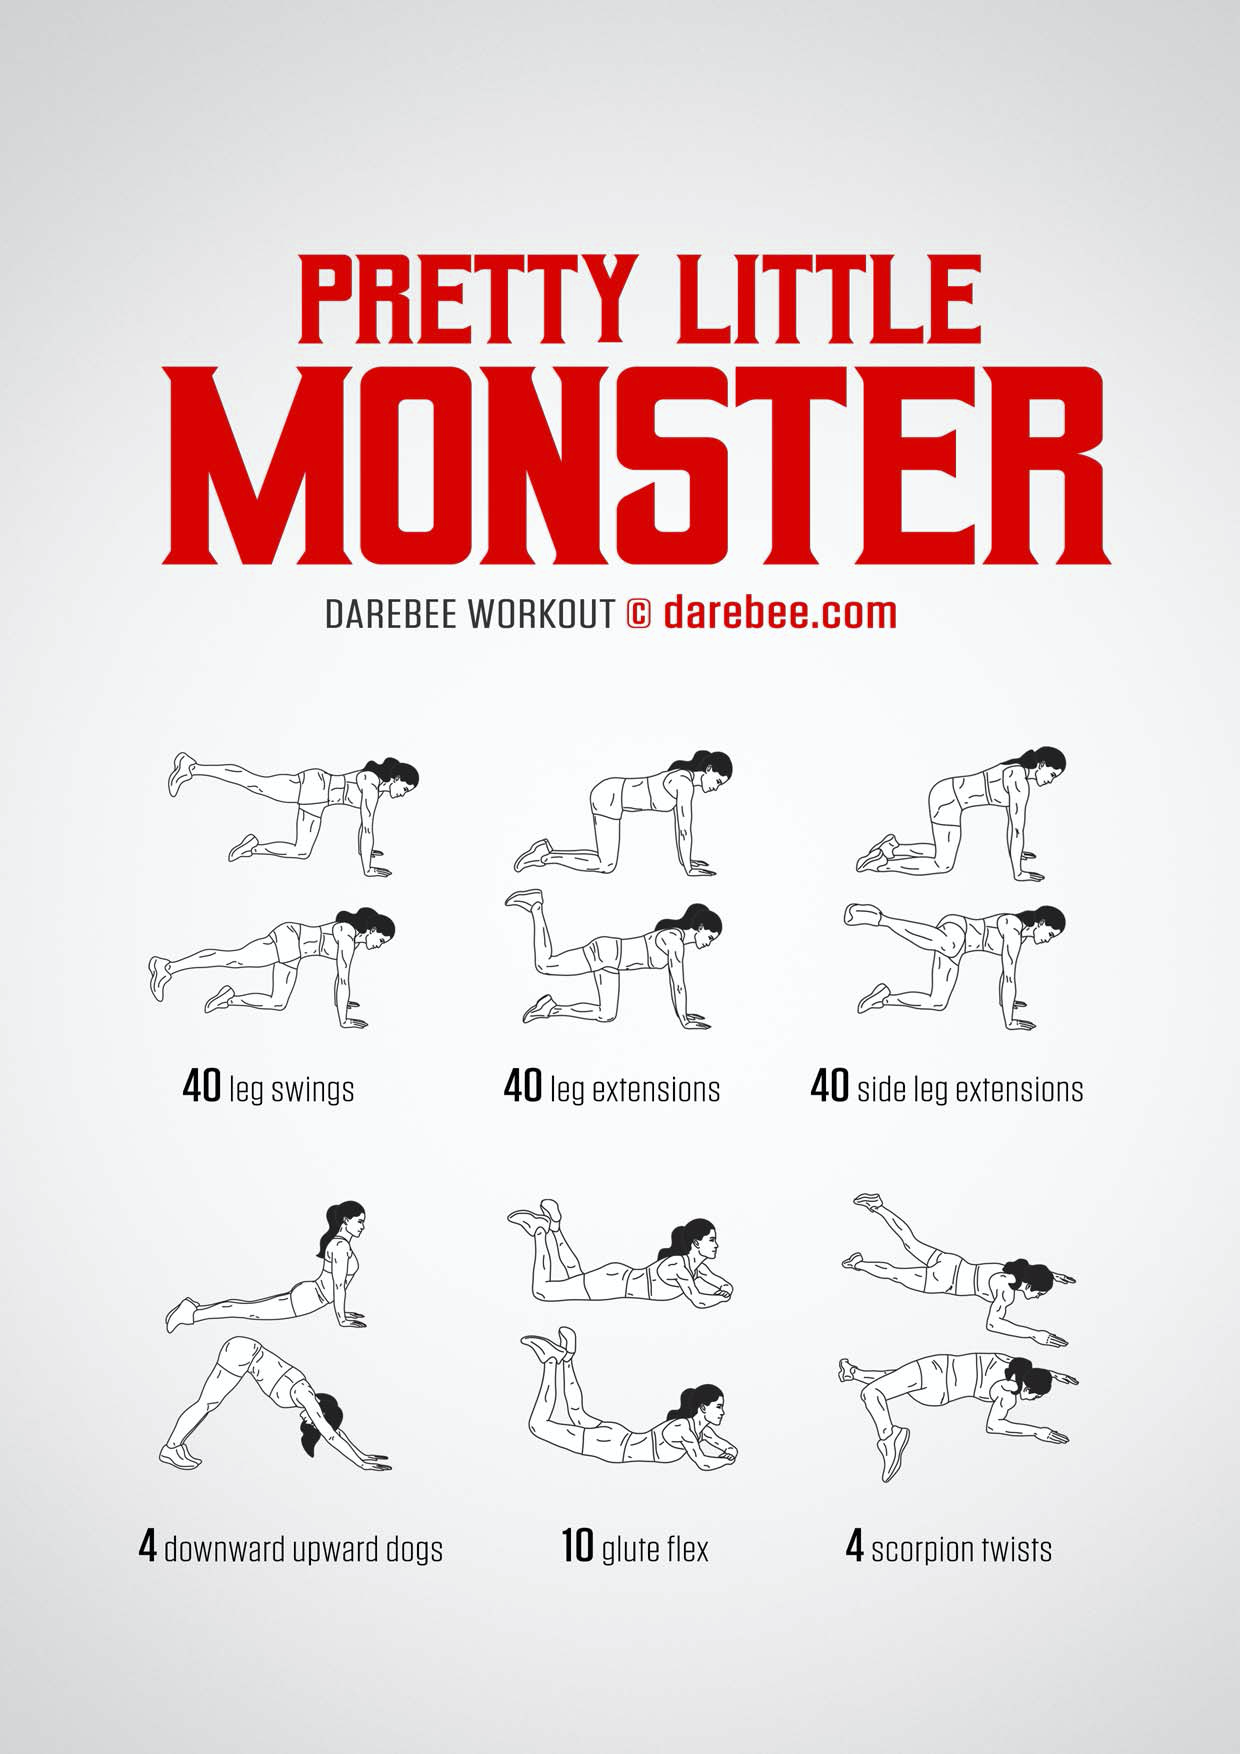 PRETTY LITTLE
MONSTER
DAREBEE WORKOUT © darebee.com
40 leg swings
40 leg extensions
40 side leg extensions
4 downward upward dogs
10 glute flex
4 scorpion twists